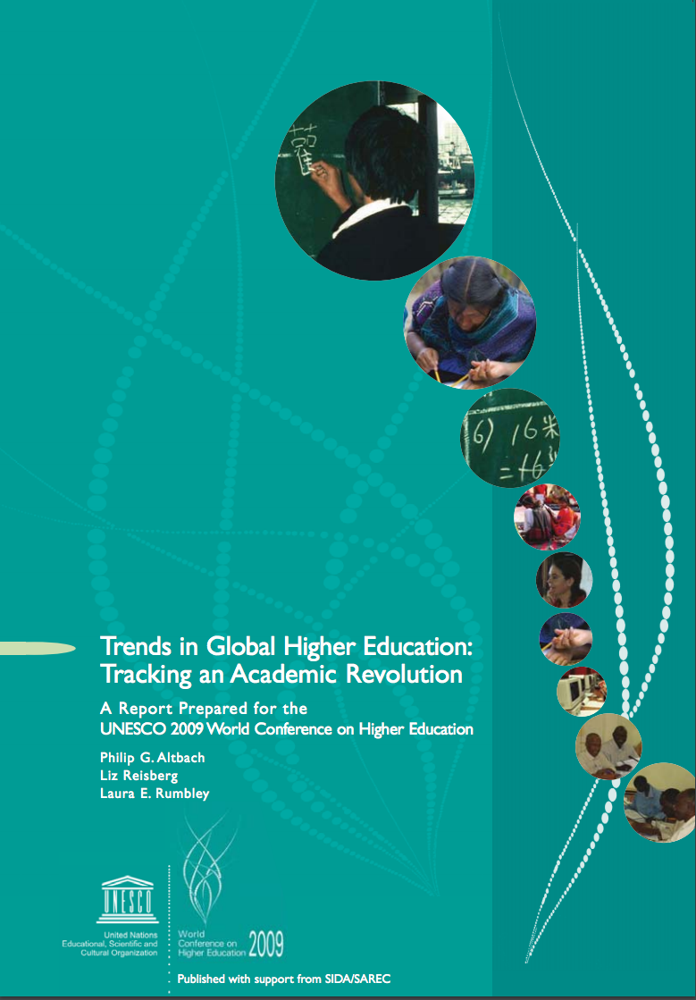 6) 16米
Trends in Global Higher Education:
Tracking an Academic Revolution
A Report Prepared for the
UNESCO 2009 World Conference on Higher Education
Philip G. Altbach
Liz Reisberg
Laura E. Rumbley
UNESCO
United Nations
Educational, Scientific and
Cultural Organization
World
Conference on
Higher Education 2009
Published with support from SIDA/SAREC